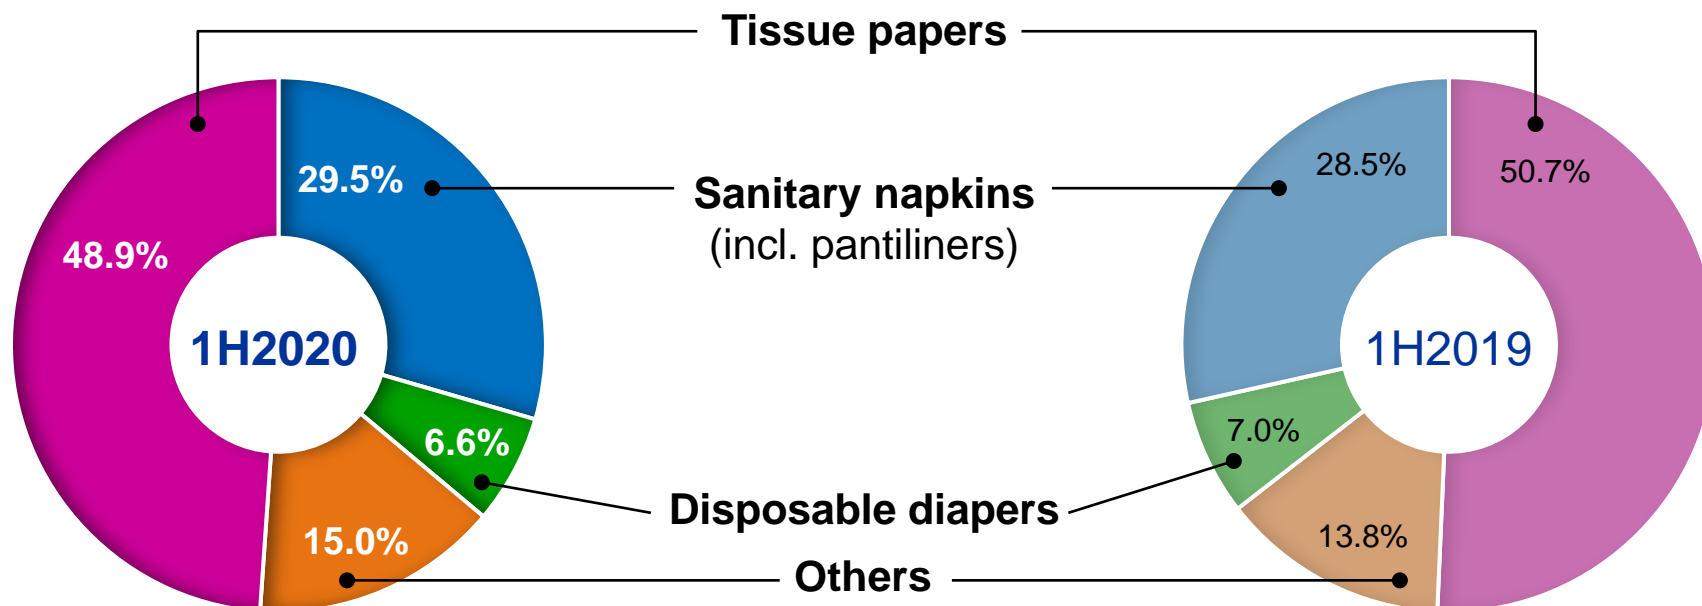 Tissue papers
29.5%
28.5%
50.7%
Sanitary napkins
(incl. pantiliners)
48.9%
1H2020
1H2019
6.6%
7.0%
Disposable diapers
15.0%
13.8%
Others